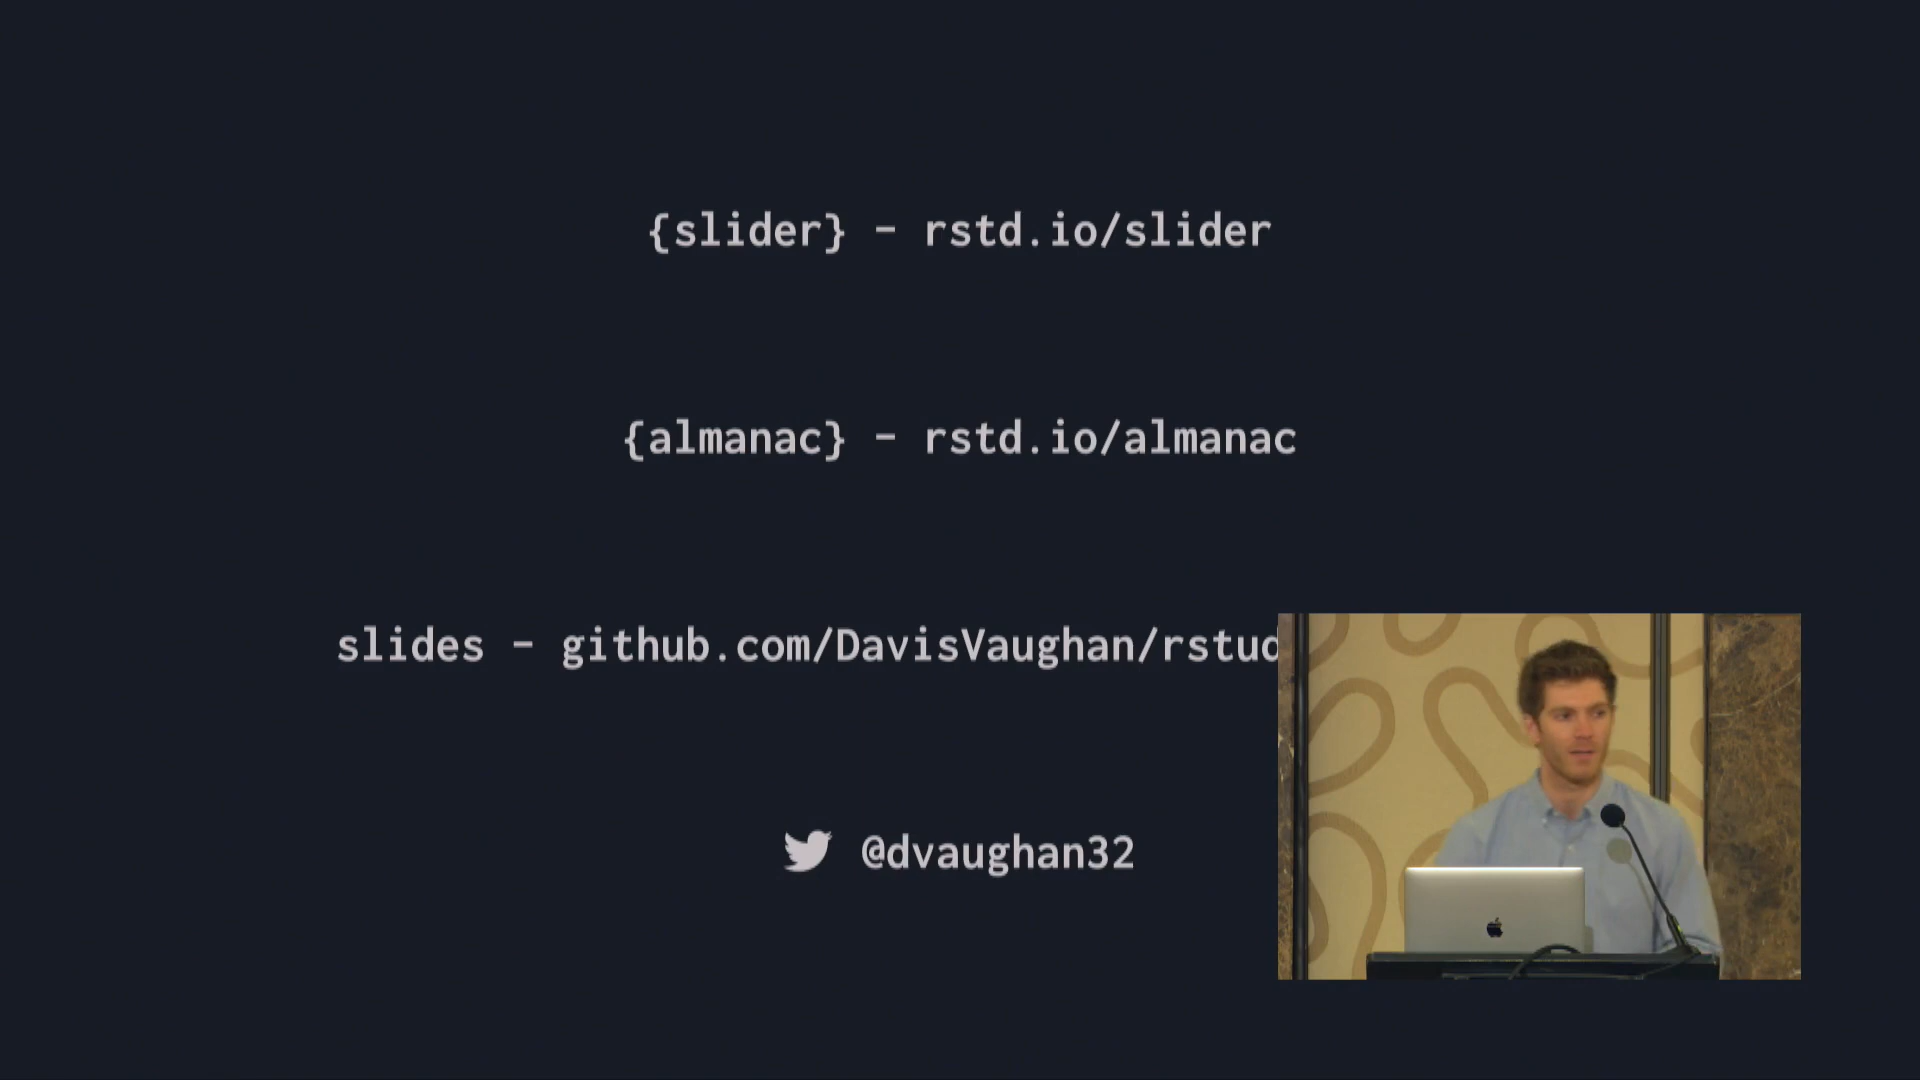 {slider} - rstd.io/slider
{almanac} - rstd.io/almanac
slides - github.com/DavisVaughan/rstud
@dvaughan32